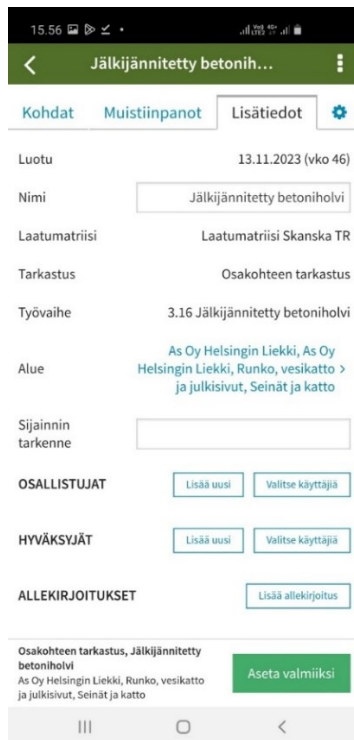 15.56
Jälkijännitetty betonih...
Kohdat Muistiinpanot Lisätiedot
Luotu 13.11.2023 (vko 46)
Nimi Jälkijännitetty betoniholvi
Laatumatriisi Laatumatriisi Skanska TR
Tarkastus Osakohteen tarkastus
Työvaihe 3.16 Jälkijännitetty betoniholvi
As Oy Helsingin Liekki, As Oy
Alue Helsingin Liekki, Runko, vesikatto >
ja julkisivut, Seinät ja katto
Sijainnin
tarkenne
OSALLISTUJAT Lisää uusi Valitse käyttäjiä
HYVÄKSYJÄT Lisää uusi Valitse käyttäjiä
ALLEKIRJOITUKSET Lisää allekirjoitus
Osakohteen tarkastus, Jälkijännitetty
betoniholvi
As Oy Helsingin Liekki, Runko, vesikatto
ja julkisivut, Seinät ja katto
Aseta valmiiksi